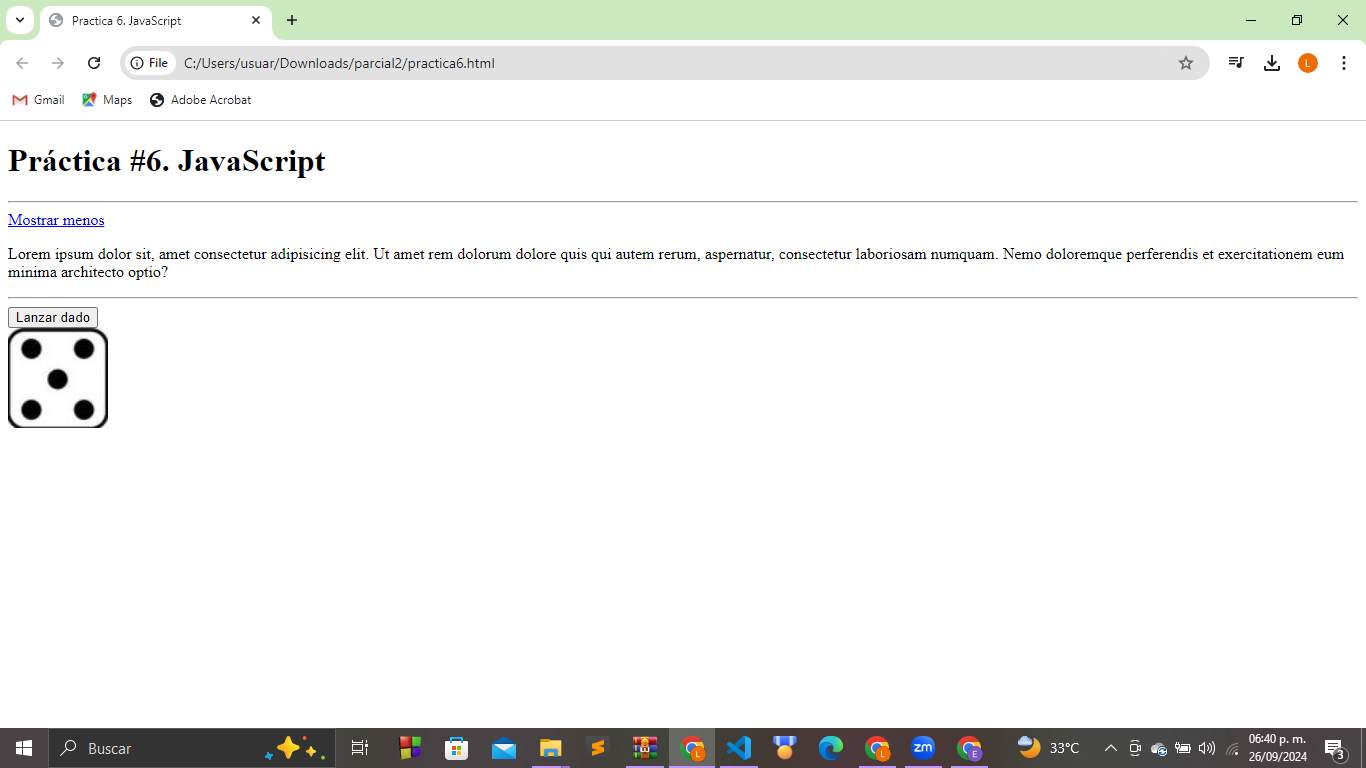 Practica 6. JavaScript
File
C:/Users/usuar/Downloads/parcial2/practica6.html
L
Gmail
Maps
Adobe Acrobat
Práctica #6. JavaScript
Mostrar menos
Lorem ipsum dolor sit, amet consectetur adipisicing elit. Ut amet rem dolorum dolore quis qui autem rerum, aspernatur, consectetur laboriosam numquam. Nemo doloremque perferendis et exercitationem eum
minima architecto optio?
Lanzar dado
Buscar
L
L
zm
E
33°C
06:40 p. m.
26/09/2024
3